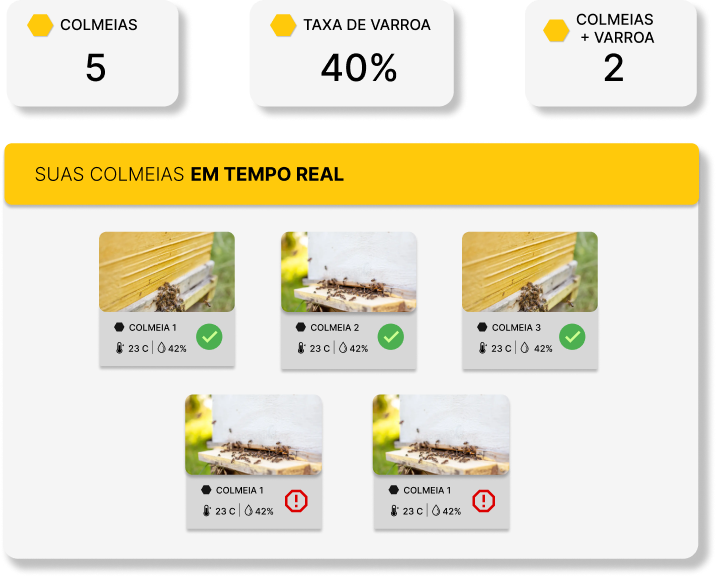 COLMEIAS
5
TAXA DE VARROA
40%
COLMEIAS
+ VARROA
2
SUAS COLMEIAS EM TEMPO REAL
COLMEIA 1
23 C | 42%
COLMEIA 2
23 C | 42%
COLMEIA 3
23 C | 42%
COLMEIA 1
23 C | 42%
COLMEIA 1
23 C | 42%